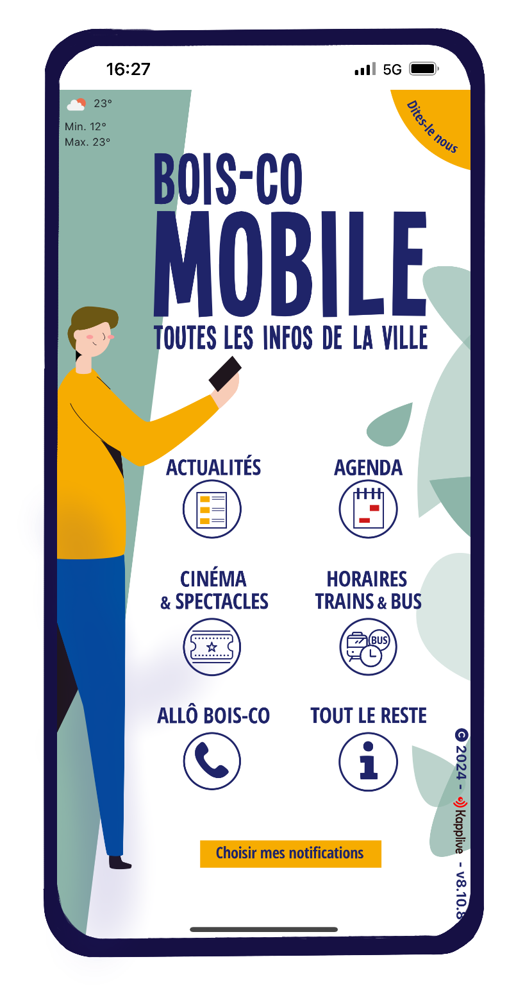 16:27
5G
23°
Min. 12°
Max. 23°
Dites-le nous
BOIS-CO
MOBILE
TOUTES LES INFOS DE LA VILLE
ACTUALITÉS
AGENDA
CINÉMA
& SPECTACLES
HORAIRES
TRAINS & BUS
BUS
ALLÔ BOIS-CO
TOUT LE RESTE
Choisir mes notifications
© 2024 - Kapplive - v8.10.8